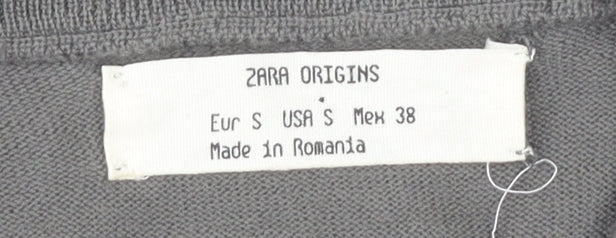 ZARA ORIGINS
Eur S USA S Mex 38
Made in Romania